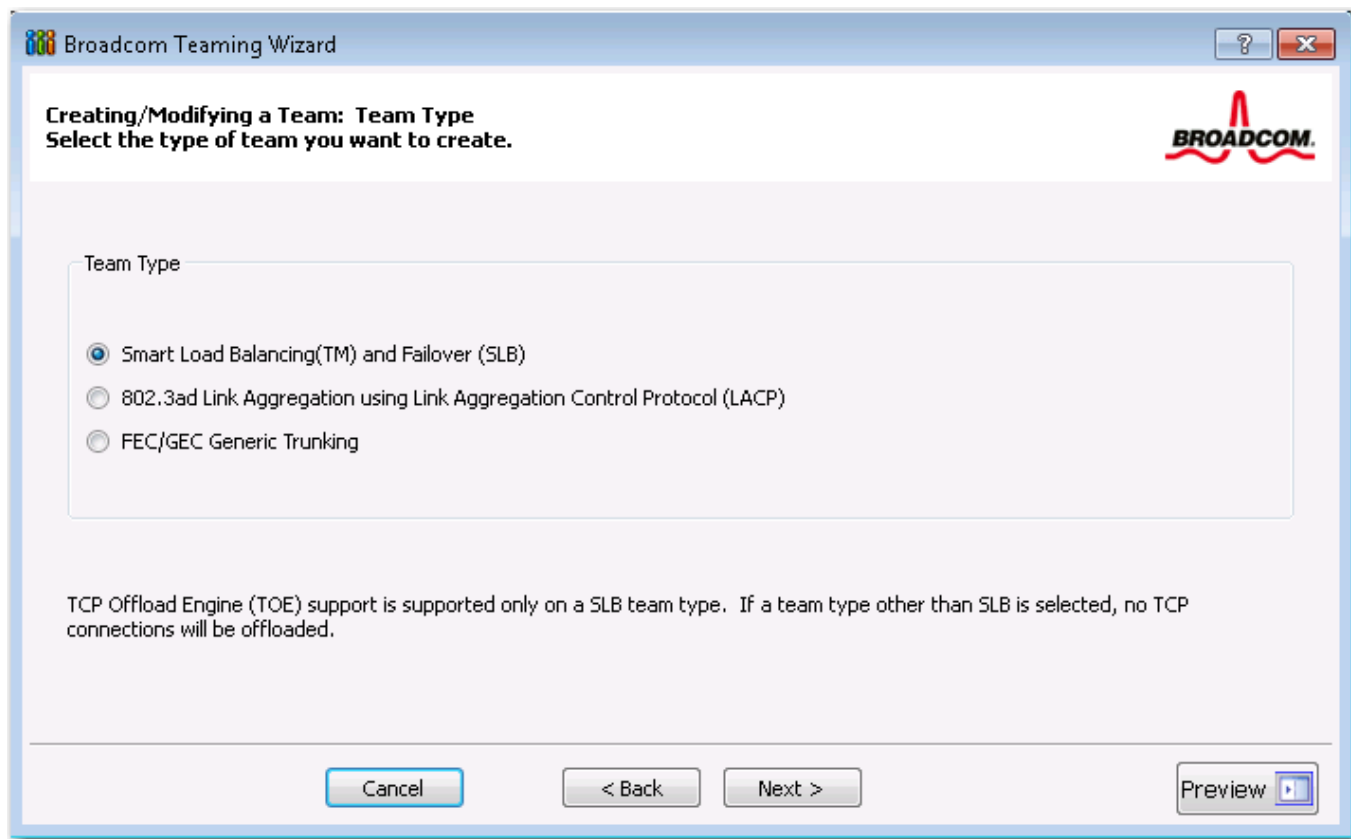 Broadcom Teaming Wizard
?
Creating/Modifying a Team: Team Type
Select the type of team you want to create.
BROADCOM.
Team Type
Smart Load Balancing(TM) and Failover (SLB)
802.3ad Link Aggregation using Link Aggregation Control Protocol (LACP)
FEC/GEC Generic Trunking
TCP Offload Engine (TOE) support is supported only on a SLB team type. If a team type other than SLB is selected, no TCP
connections will be offloaded.
Cancel
< Back
Next >
Preview